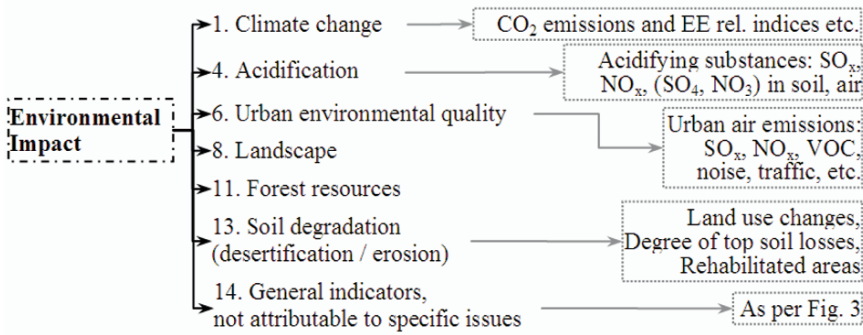 1. Climate change
CO₂ emissions and EE rel. indices etc.
4. Acidification
Acidifying substances: SOₓ,
NOₓ, (SO₄, NO₃) in soil, air
Environmental
Impact
6. Urban environmental quality
Urban air emissions:
SOₓ, NOₓ, VOC,
noise, traffic, etc.
8. Landscape
11. Forest resources
13. Soil degradation
(desertification / erosion)
Land use changes,
Degree of top soil losses,
Rehabilitated areas
14. General indicators,
not attributable to specific issues
As per Fig. 3